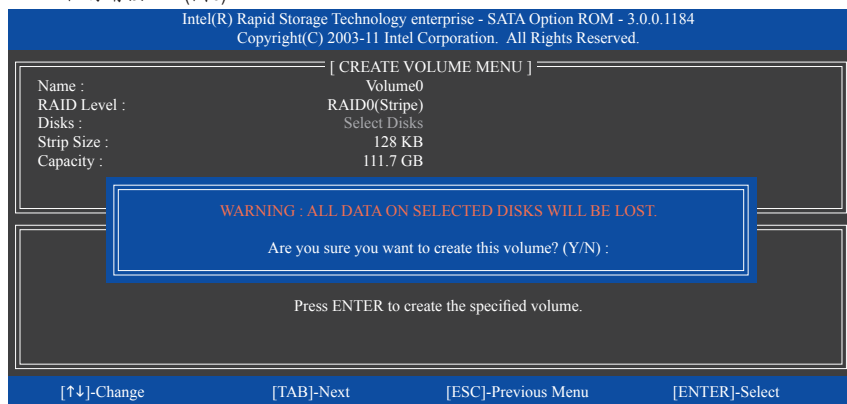 Intel(R) Rapid Storage Technology enterprise - SATA Option ROM - 3.0.0.1184
Copyright(C) 2003-11 Intel Corporation.  All Rights Reserved.
[ CREATE VOLUME MENU ]
Name : Volume0
RAID Level : RAID0(Stripe)
Disks : Select Disks
Strip Size : 128 KB
Capacity : 111.7 GB
WARNING : ALL DATA ON SELECTED DISKS WILL BE LOST.
Are you sure you want to create this volume? (Y/N) :
Press ENTER to create the specified volume.
[↑↓]-Change [TAB]-Next [ESC]-Previous Menu [ENTER]-Select